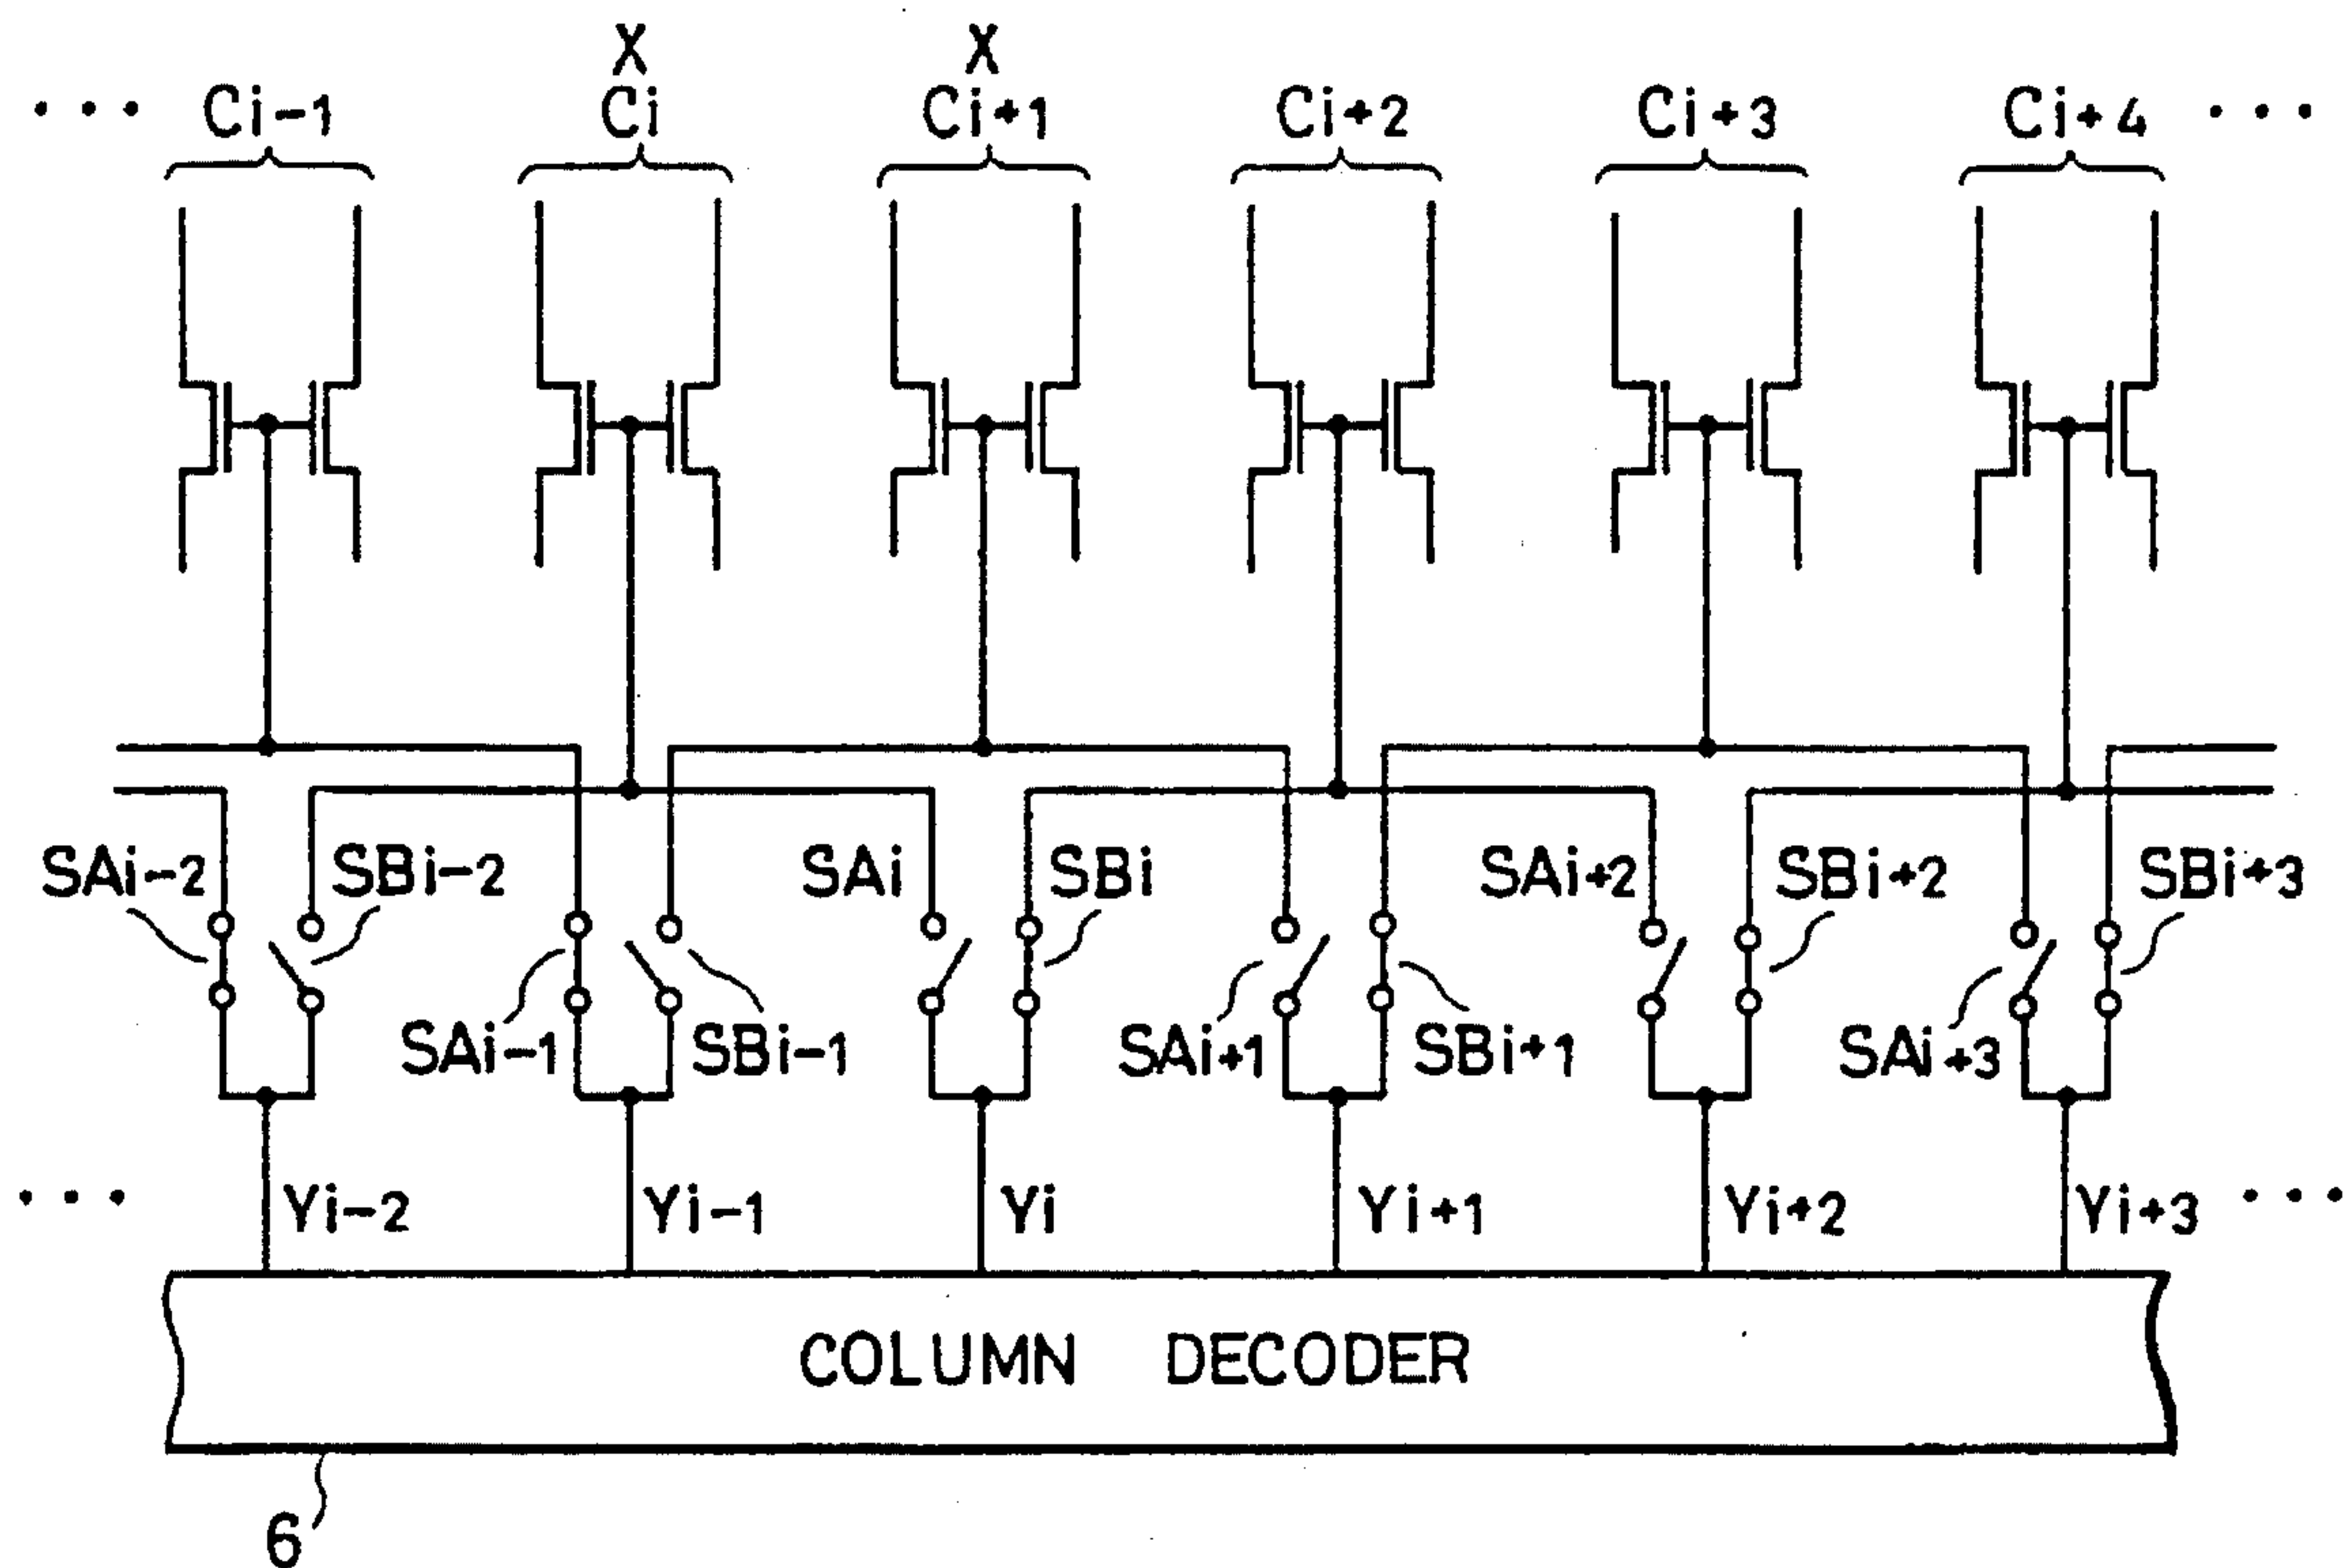 X X
... Ci-1 Ci Ci+1 Ci+2 Ci+3 Ci+4 ...
SAi-2 SBi-2 SAi SBi SAi+2 SBi+2 SBi+3
SAi-1 SBi-1 SAi+1 SBi+1 SAi+3
... Yi-2 Yi-1 Yi Yi+1 Yi+2 Yi+3 ...
COLUMN DECODER
6